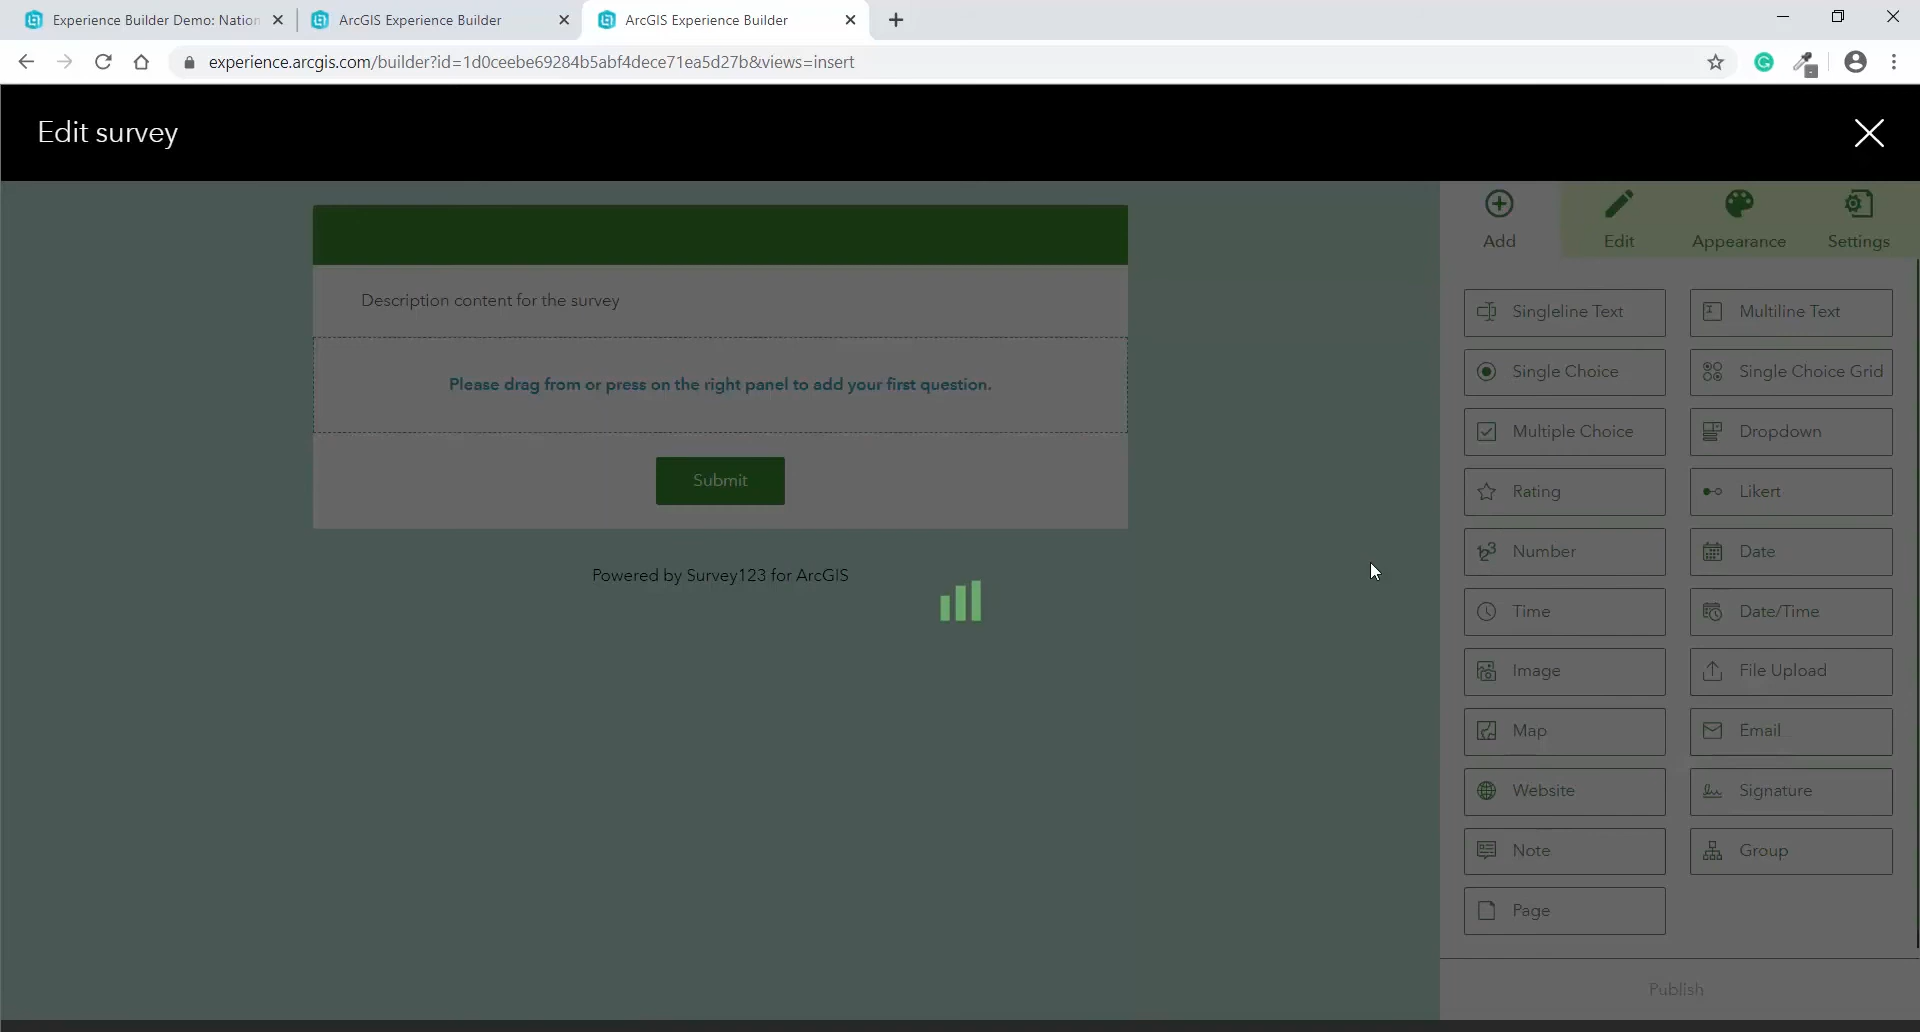 Experience Builder Demo: Nation
ArcGIS Experience Builder
ArcGIS Experience Builder
experience.arcgis.com/builder?id=1d0ceebe69284b5abf4dece71ea5d27b&views=insert
Edit survey
Add
Edit
Appearance
Settings
Description content for the survey
Please drag from or press on the right panel to add your first question.
Submit
Powered by Survey123 for ArcGIS
Singleline Text
Multiline Text
Single Choice
Single Choice Grid
Multiple Choice
Dropdown
Rating
Likert
Number
Date
Time
Date/Time
Image
File Upload
Map
Email
Website
Signature
Note
Group
Page
Publish